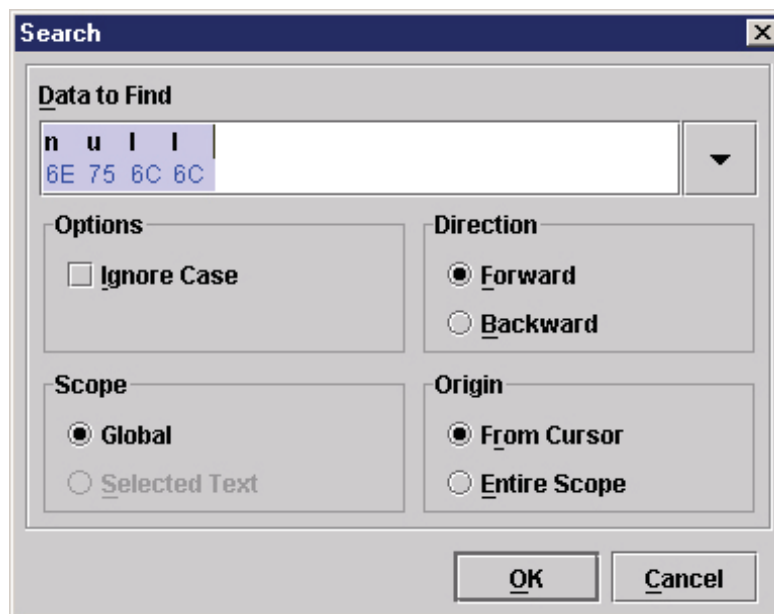 Search
Data to Find
n u l l
6E 75 6C 6C
Options
Ignore Case
Direction
Forward
Backward
Scope
Global
Selected Text
Origin
From Cursor
Entire Scope
OK Cancel